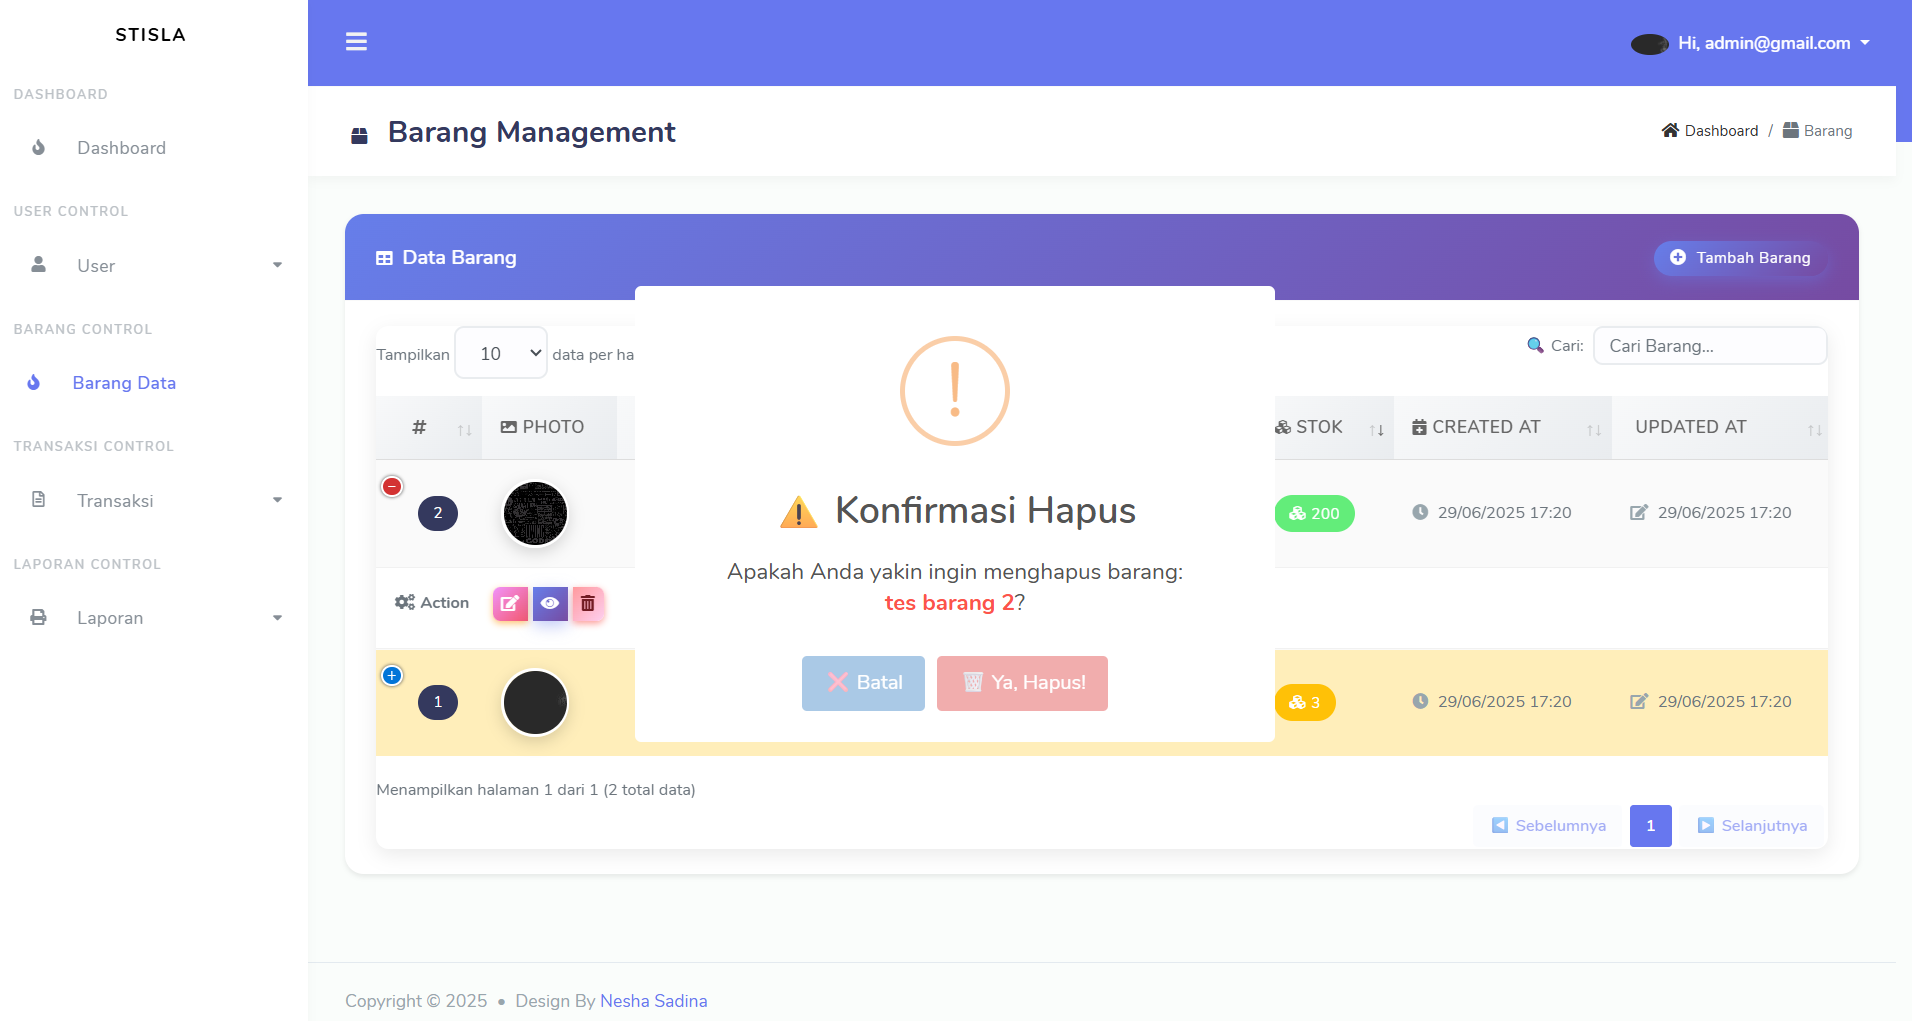 STISLA
Hi, admin@gmail.com
DASHBOARD
Dashboard
USER CONTROL
User
BARANG CONTROL
Barang Data
TRANSAKSI CONTROL
Transaksi
LAPORAN CONTROL
Laporan
Barang Management
Dashboard / Barang
Data Barang
Tambah Barang
Tampilkan 10 data per ha
Cari: Cari Barang...
# PHOTO STOK CREATED AT UPDATED AT
2 200 29/06/2025 17:20 29/06/2025 17:20
Action
1 3 29/06/2025 17:20 29/06/2025 17:20
Konfirmasi Hapus
Apakah Anda yakin ingin menghapus barang:
tes barang 2?
Batal Ya, Hapus!
Menampilkan halaman 1 dari 1 (2 total data)
Sebelumnya 1 Selanjutnya
Copyright © 2025 • Design By Nesha Sadina